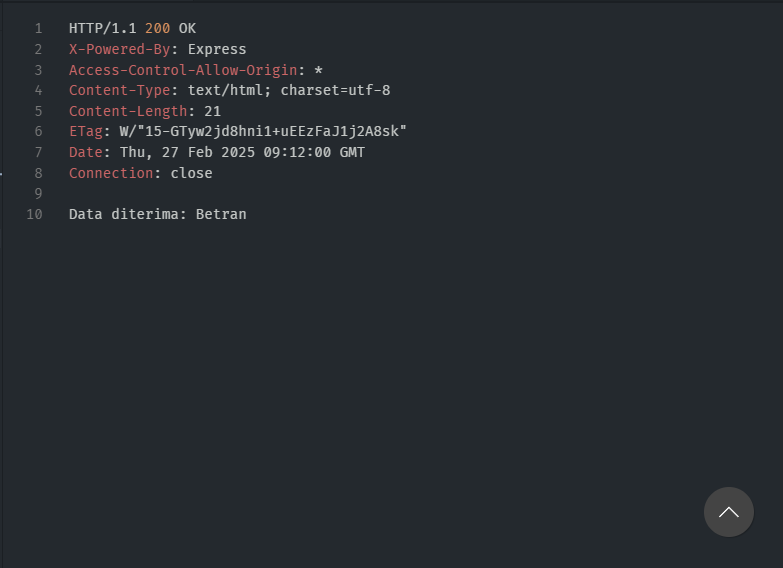 1 HTTP/1.1 200 OK
2 X-Powered-By: Express
3 Access-Control-Allow-Origin: *
4 Content-Type: text/html; charset=utf-8
5 Content-Length: 21
6 ETag: W/"15-GTyw2jd8hni1+uEEzFaJ1j2A8sk"
7 Date: Thu, 27 Feb 2025 09:12:00 GMT
8 Connection: close
9
10 Data diterima: Betran